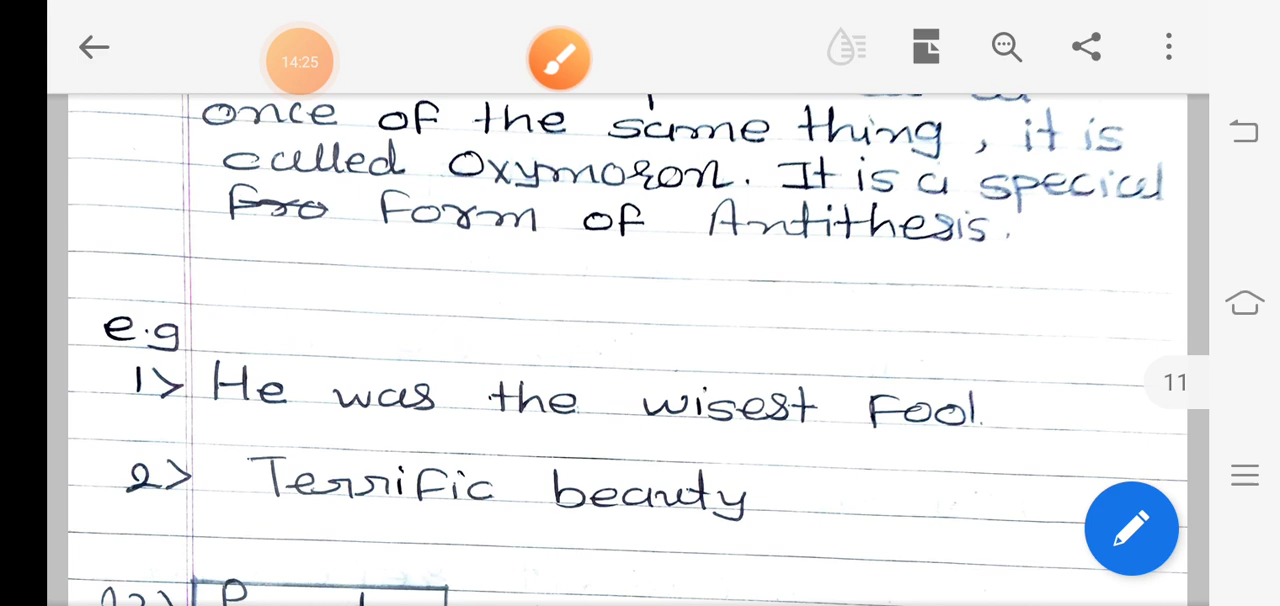 14:25
once of the same thing, it is
called Oxymoron. It is a special
Fro Form of Antithesis.
e.g
11
1> He was the wisest Fool.
2> Terrific beauty